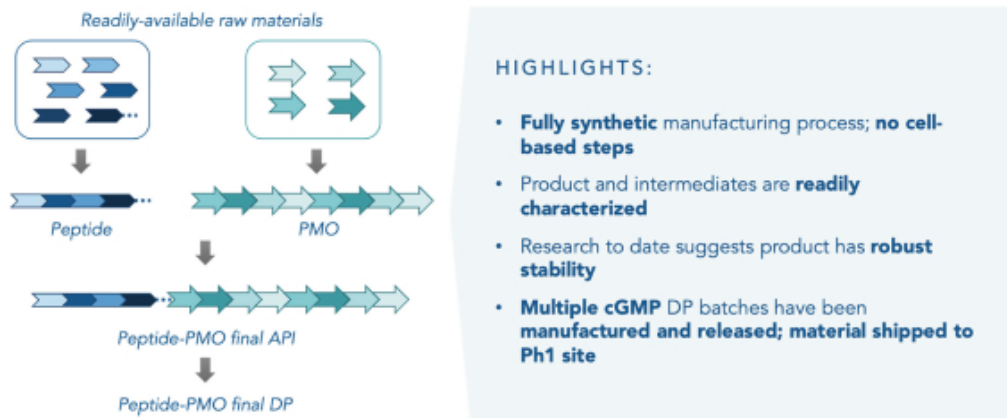 Readily-available raw materials
Peptide
PMO
Peptide-PMO final API
Peptide-PMO final DP
HIGHLIGHTS:
• Fully synthetic manufacturing process; no cell-
based steps
• Product and intermediates are readily
characterized
• Research to date suggests product has robust
stability
• Multiple cGMP DP batches have been
manufactured and released; material shipped to
Ph1 site